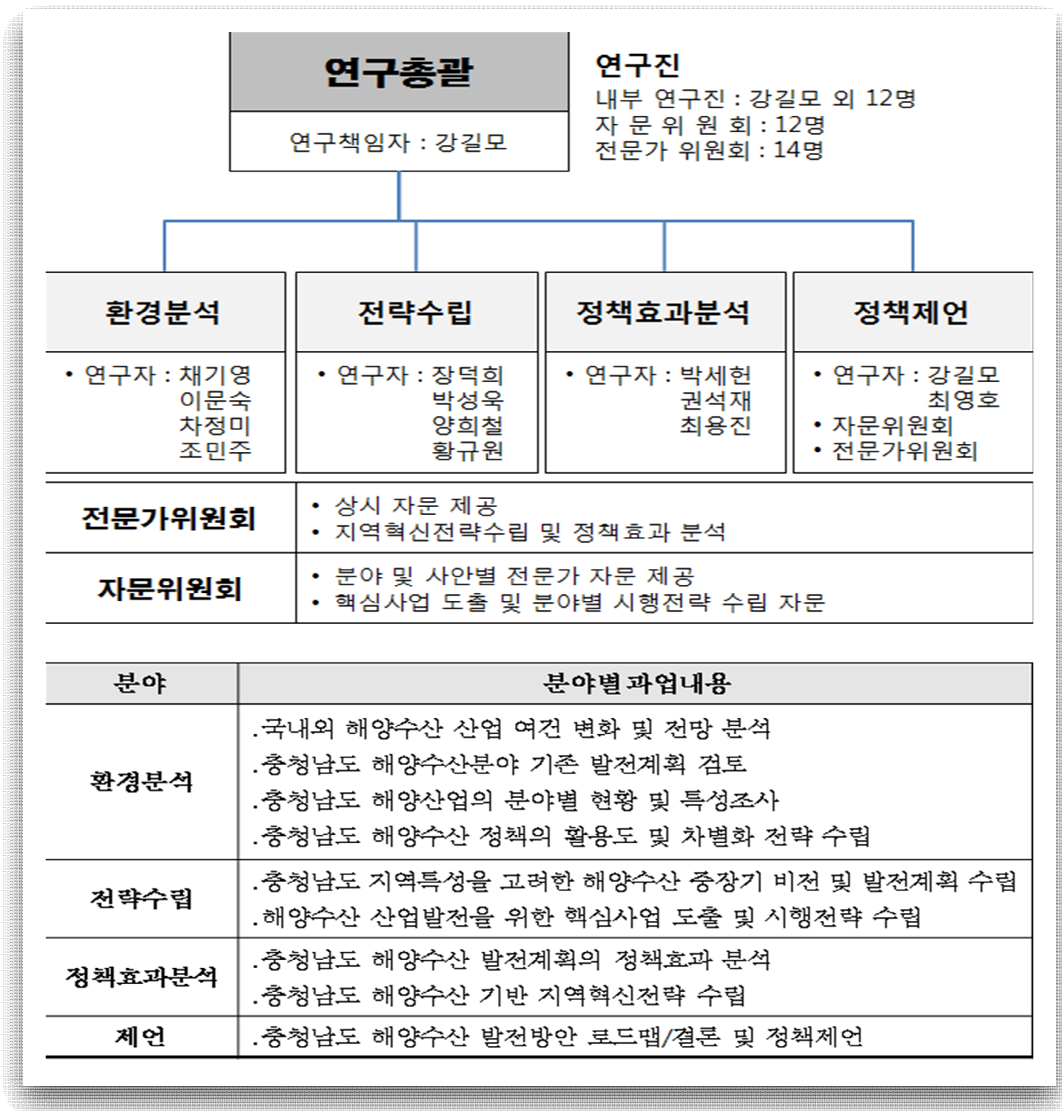 연구총괄
연구책임자 : 강길모
연구진
내부 연구진 : 강길모 외 12명
자 문 위 원 회 : 12명
전문가 위원회 : 14명
환경분석
• 연구자 : 채기영
이문숙
차정미
조민주
전략수립
• 연구자 : 장덕희
박성욱
양희철
황규원
정책효과분석
• 연구자 : 박세헌
권석재
최용진
정책제언
• 연구자 : 강길모
최영호
• 자문위원회
• 전문가위원회
전문가위원회
• 상시 자문 제공
• 지역혁신전략수립 및 정책효과 분석
자문위원회
• 분야 및 사안별 전문가 자문 제공
• 핵심사업 도출 및 분야별 시행전략 수립 자문
분야 분야별과업내용
환경분석
.국내외 해양수산 산업 여건 변화 및 전망 분석
.충청남도 해양수산분야 기존 발전계획 검토
.충청남도 해양산업의 분야별 현황 및 특성조사
.충청남도 해양수산 정책의 활용도 및 차별화 전략 수립
전략수립
.충청남도 지역특성을 고려한 해양수산 중장기 비전 및 발전계획 수립
.해양수산 산업발전을 위한 핵심사업 도출 및 시행전략 수립
정책효과분석
.충청남도 해양수산 발전계획의 정책효과 분석
.충청남도 해양수산 기반 지역혁신전략 수립
제언
.충청남도 해양수산 발전방안 로드맵/결론 및 정책제언